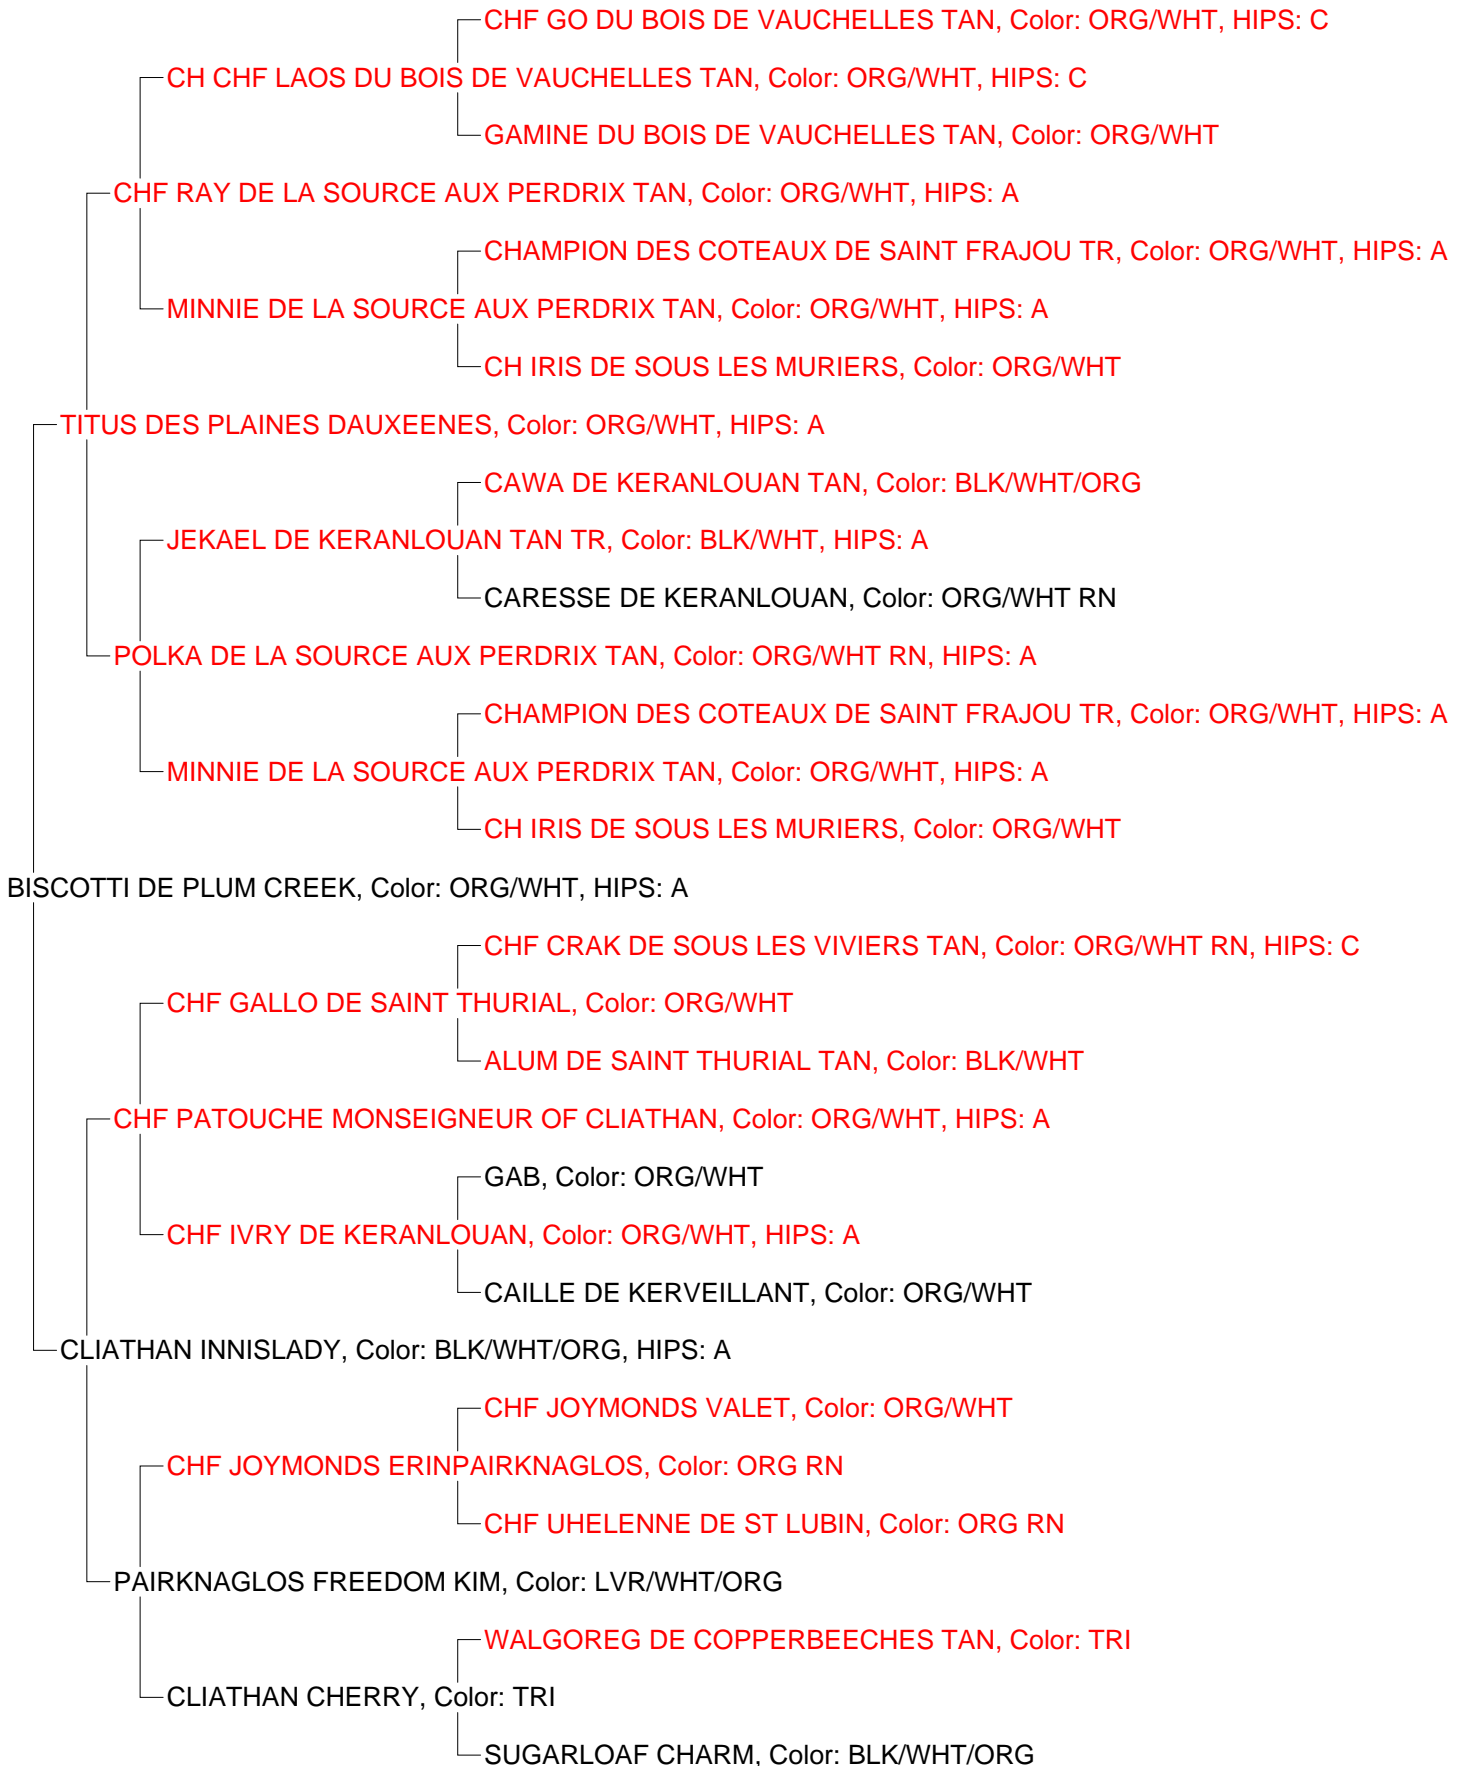 CHF GO DU BOIS DE VAUCHELLES TAN, Color: ORG/WHT, HIPS: C
CH CHF LAOS DU BOIS DE VAUCHELLES TAN, Color: ORG/WHT, HIPS: C
GAMINE DU BOIS DE VAUCHELLES TAN, Color: ORG/WHT
CHF RAY DE LA SOURCE AUX PERDRIX TAN, Color: ORG/WHT, HIPS: A
CHAMPION DES COTEAUX DE SAINT FRAJOU TR, Color: ORG/WHT, HIPS: A
MINNIE DE LA SOURCE AUX PERDRIX TAN, Color: ORG/WHT, HIPS: A
CH IRIS DE SOUS LES MURIERS, Color: ORG/WHT
TITUS DES PLAINES DAUXEENES, Color: ORG/WHT, HIPS: A
CAWA DE KERANLOUAN TAN, Color: BLK/WHT/ORG
JEKAEL DE KERANLOUAN TAN TR, Color: BLK/WHT, HIPS: A
CARESSE DE KERANLOUAN, Color: ORG/WHT RN
POLKA DE LA SOURCE AUX PERDRIX TAN, Color: ORG/WHT RN, HIPS: A
CHAMPION DES COTEAUX DE SAINT FRAJOU TR, Color: ORG/WHT, HIPS: A
MINNIE DE LA SOURCE AUX PERDRIX TAN, Color: ORG/WHT, HIPS: A
CH IRIS DE SOUS LES MURIERS, Color: ORG/WHT
BISCOTTI DE PLUM CREEK, Color: ORG/WHT, HIPS: A
CHF CRAK DE SOUS LES VIVIERS TAN, Color: ORG/WHT RN, HIPS: C
CHF GALLO DE SAINT THURIAL, Color: ORG/WHT
ALUM DE SAINT THURIAL TAN, Color: BLK/WHT
CHF PATOUCHE MONSEIGNEUR OF CLIATHAN, Color: ORG/WHT, HIPS: A
GAB, Color: ORG/WHT
CHF IVRY DE KERANLOUAN, Color: ORG/WHT, HIPS: A
CAILLE DE KERVEILLANT, Color: ORG/WHT
CLIATHAN INNISLADY, Color: BLK/WHT/ORG, HIPS: A
CHF JOYMONDS VALET, Color: ORG/WHT
CHF JOYMONDS ERINPAIRKNAGLOS, Color: ORG RN
CHF UHELENNE DE ST LUBIN, Color: ORG RN
PAIRKNAGLOS FREEDOM KIM, Color: LVR/WHT/ORG
WALGOREG DE COPPERBEECHES TAN, Color: TRI
CLIATHAN CHERRY, Color: TRI
SUGARLOAF CHARM, Color: BLK/WHT/ORG